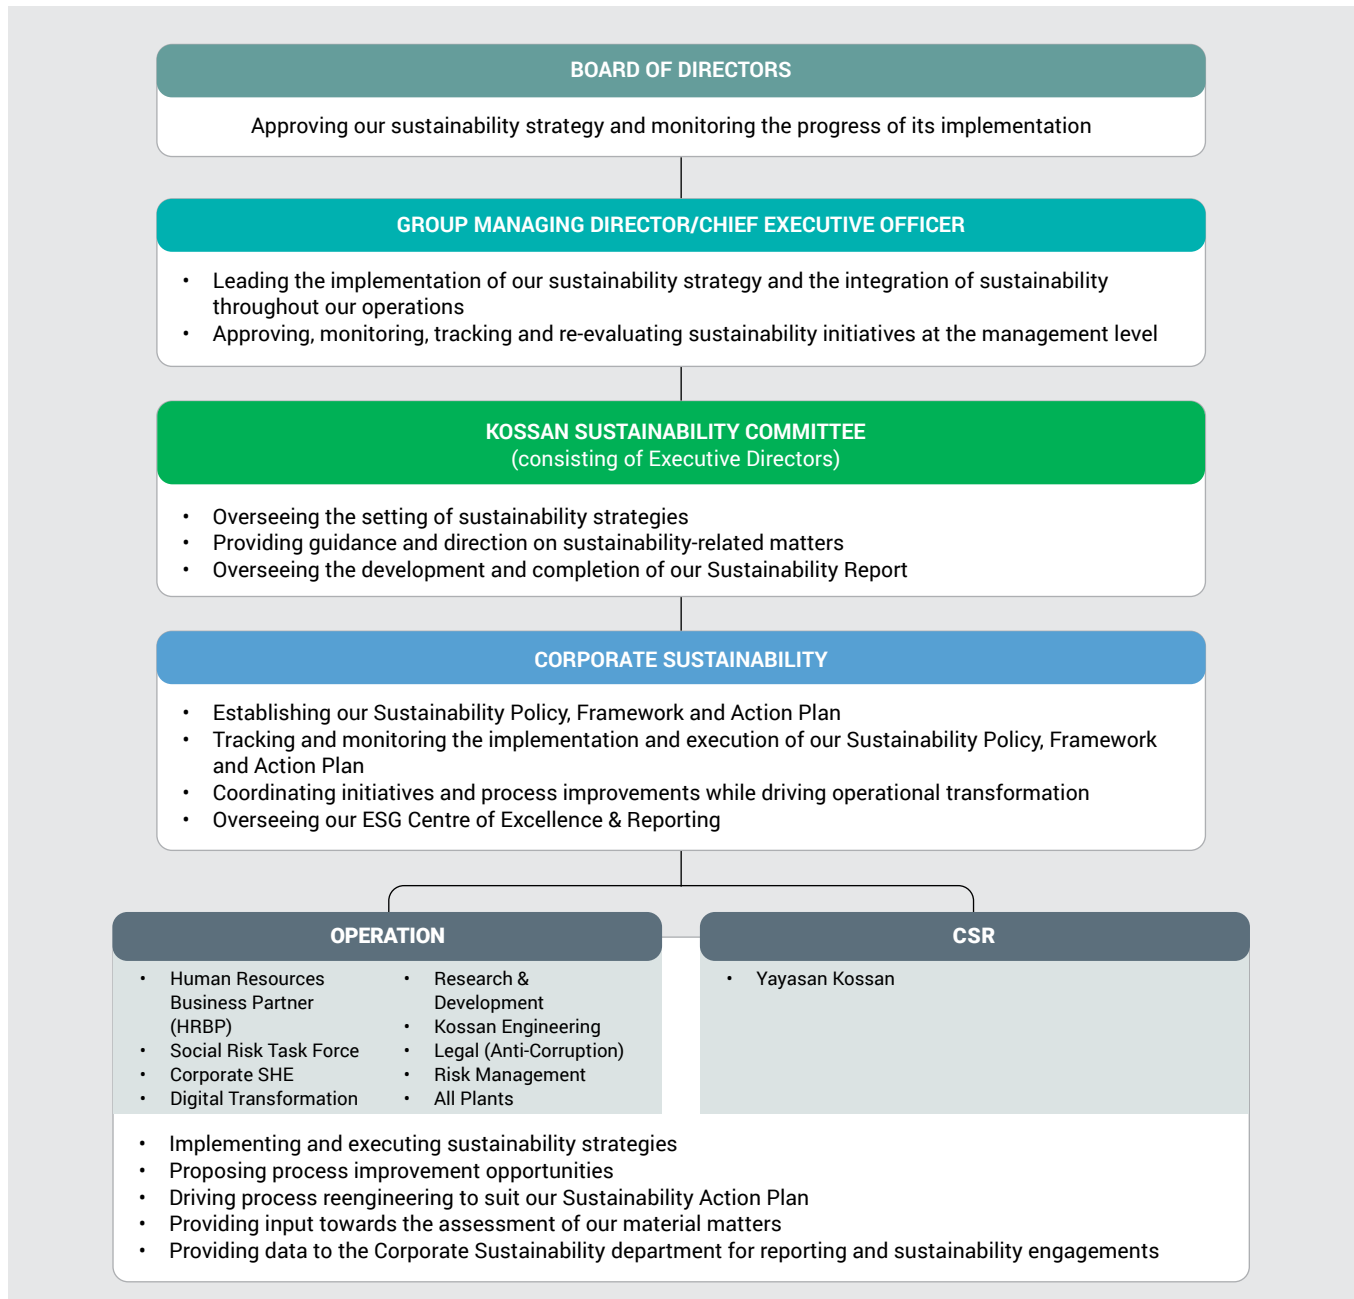 BOARD OF DIRECTORS
Approving our sustainability strategy and monitoring the progress of its implementation
GROUP MANAGING DIRECTOR/CHIEF EXECUTIVE OFFICER
• Leading the implementation of our sustainability strategy and the integration of sustainability
throughout our operations
• Approving, monitoring, tracking and re-evaluating sustainability initiatives at the management level
KOSSAN SUSTAINABILITY COMMITTEE
(consisting of Executive Directors)
• Overseeing the setting of sustainability strategies
• Providing guidance and direction on sustainability-related matters
• Overseeing the development and completion of our Sustainability Report
CORPORATE SUSTAINABILITY
• Establishing our Sustainability Policy, Framework and Action Plan
• Tracking and monitoring the implementation and execution of our Sustainability Policy, Framework
and Action Plan
• Coordinating initiatives and process improvements while driving operational transformation
• Overseeing our ESG Centre of Excellence & Reporting
OPERATION
• Human Resources
Business Partner
(HRBP)
• Social Risk Task Force
• Corporate SHE
• Digital Transformation
• Research &
Development
• Kossan Engineering
• Legal (Anti-Corruption)
• Risk Management
• All Plants
CSR
• Yayasan Kossan
• Implementing and executing sustainability strategies
• Proposing process improvement opportunities
• Driving process reengineering to suit our Sustainability Action Plan
• Providing input towards the assessment of our material matters
• Providing data to the Corporate Sustainability department for reporting and sustainability engagements